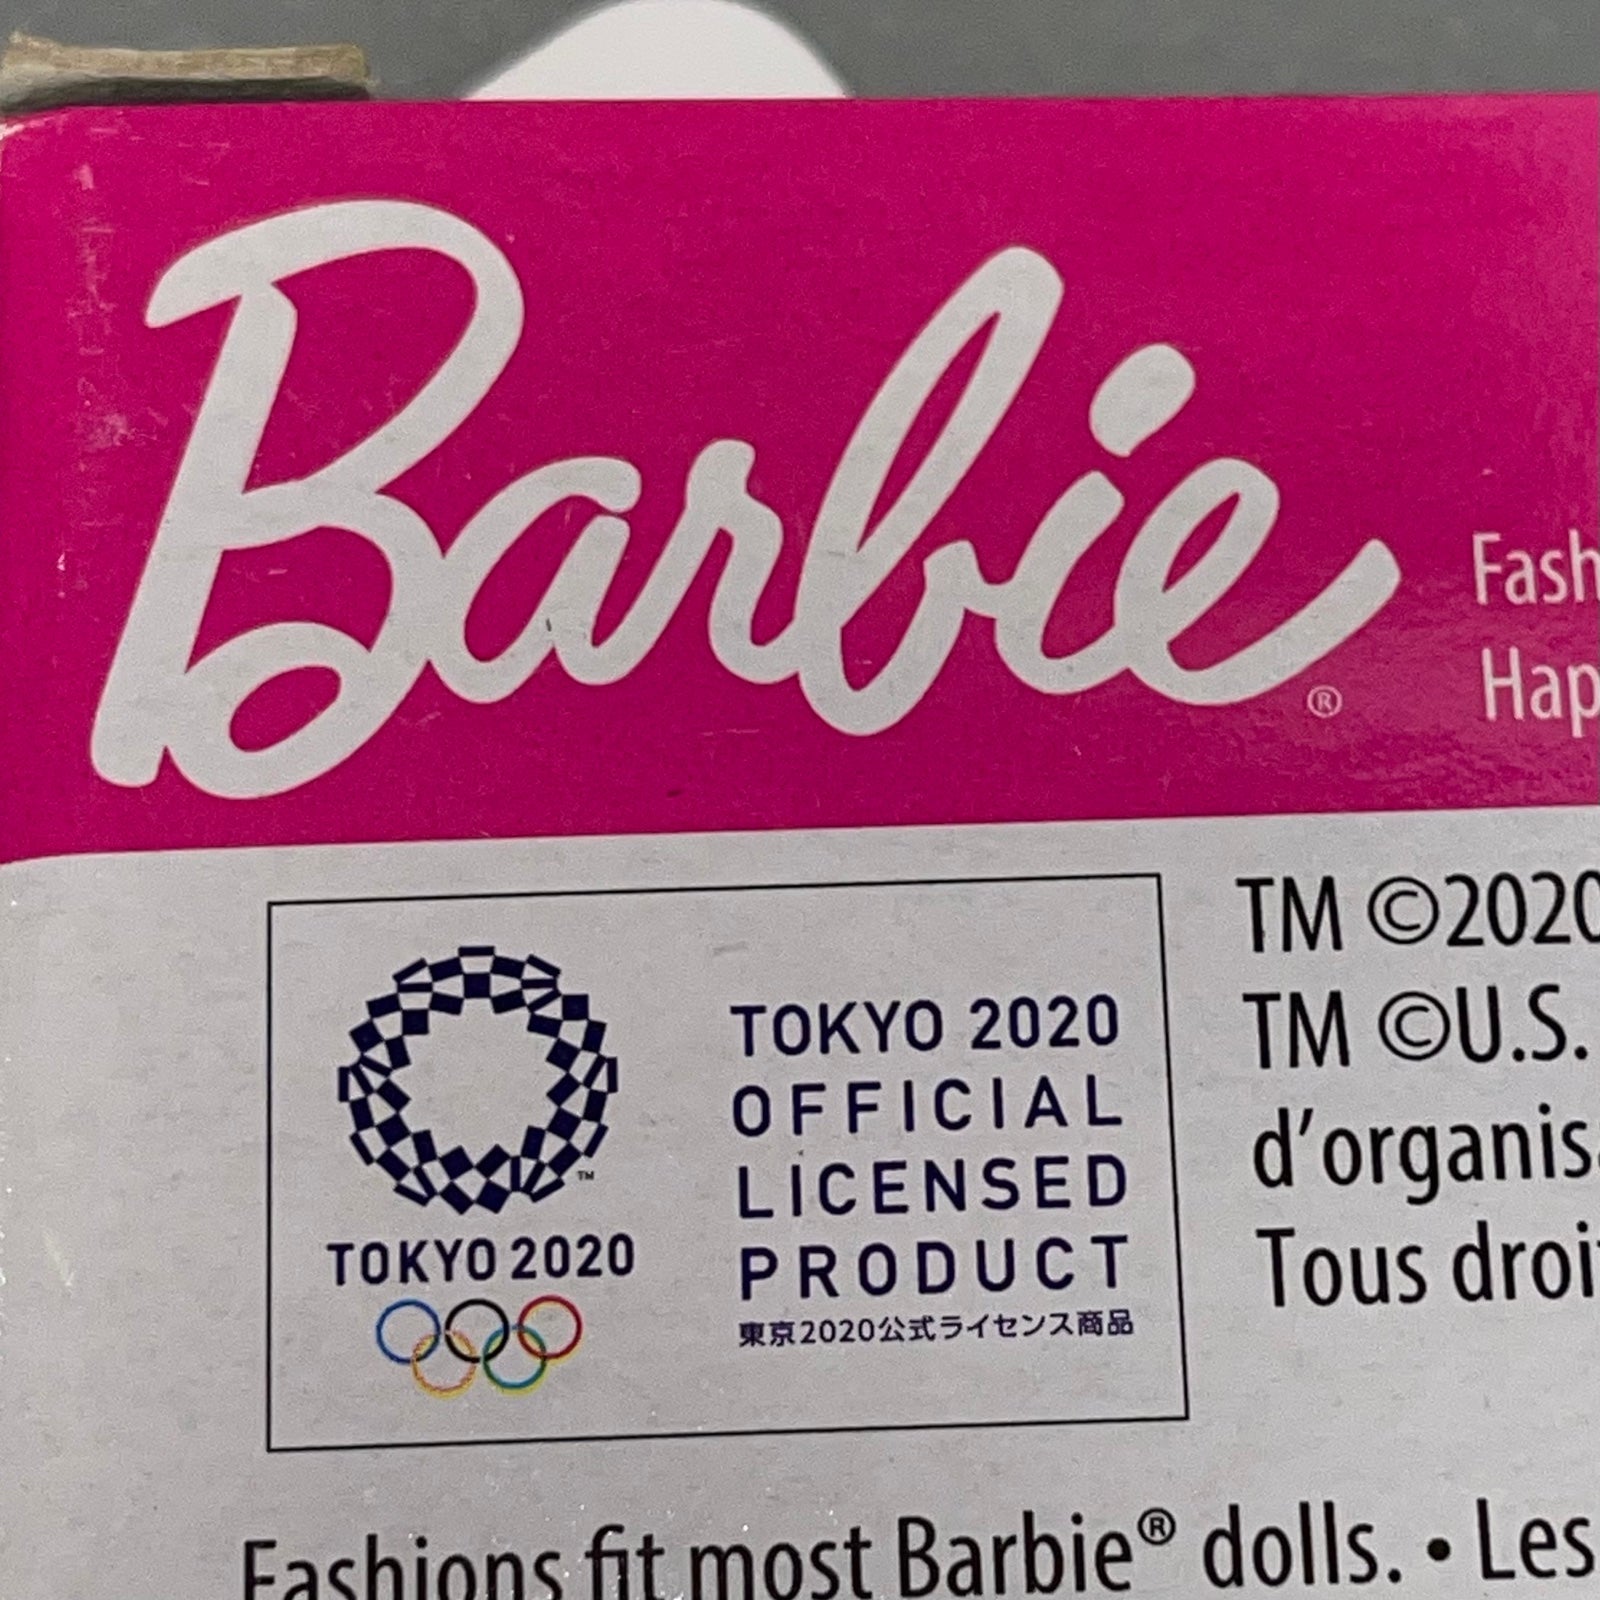 Barbie®
Fash
Hap
TOKYO 2020
OFFICIAL
LICENSED
PRODUCT
東京2020公式ライセンス商品
™
TOKYO 2020
TM ©2020
TM ©U.S.
d'organis
Tous droi
Fashions fit most Barbie® dolls. • Les